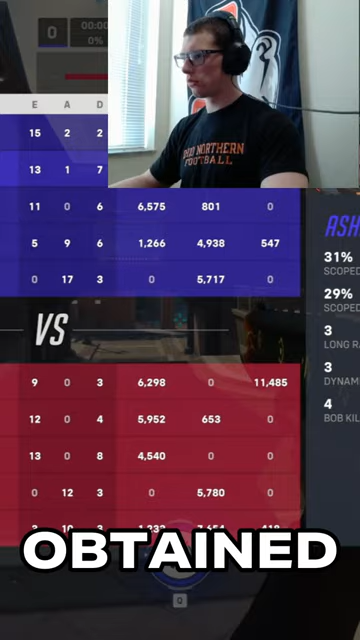 0
00:00
0%
E A D
15 2 2
13 1 7
11 0 6 6,575 801 0
5 9 6 1,266 4,938 547
0 17 3 0 5,717 0
NORTHERN
FOOTBALL
VS
9 0 3 6,298 0 11,485
12 0 4 5,952 653 0
13 0 8 4,540 0 0
0 12 3 0 5,780 0
3 10 3
ASH
31%
SCOPED
29%
SCOPED
3
LONG RA
3
DYNAM
4
BOB KIL
OBTAINED
Q